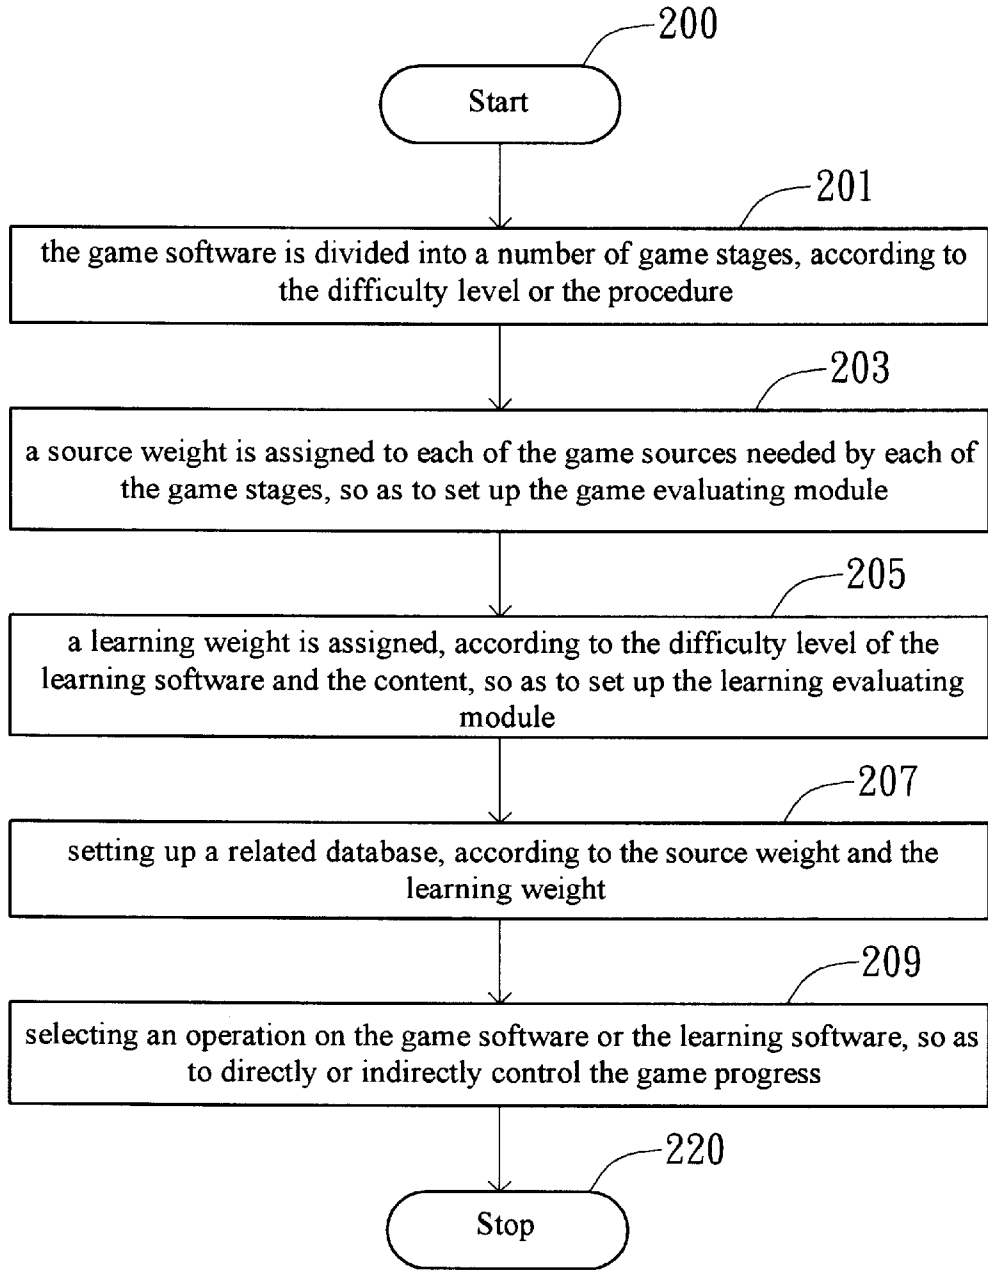 200
Start
201
the game software is divided into a number of game stages, according to
the difficulty level or the procedure
203
a source weight is assigned to each of the game sources needed by each of
the game stages, so as to set up the game evaluating module
205
a learning weight is assigned, according to the difficulty level of the
learning software and the content, so as to set up the learning evaluating
module
207
setting up a related database, according to the source weight and the
learning weight
209
selecting an operation on the game software or the learning software, so as
to directly or indirectly control the game progress
220
Stop